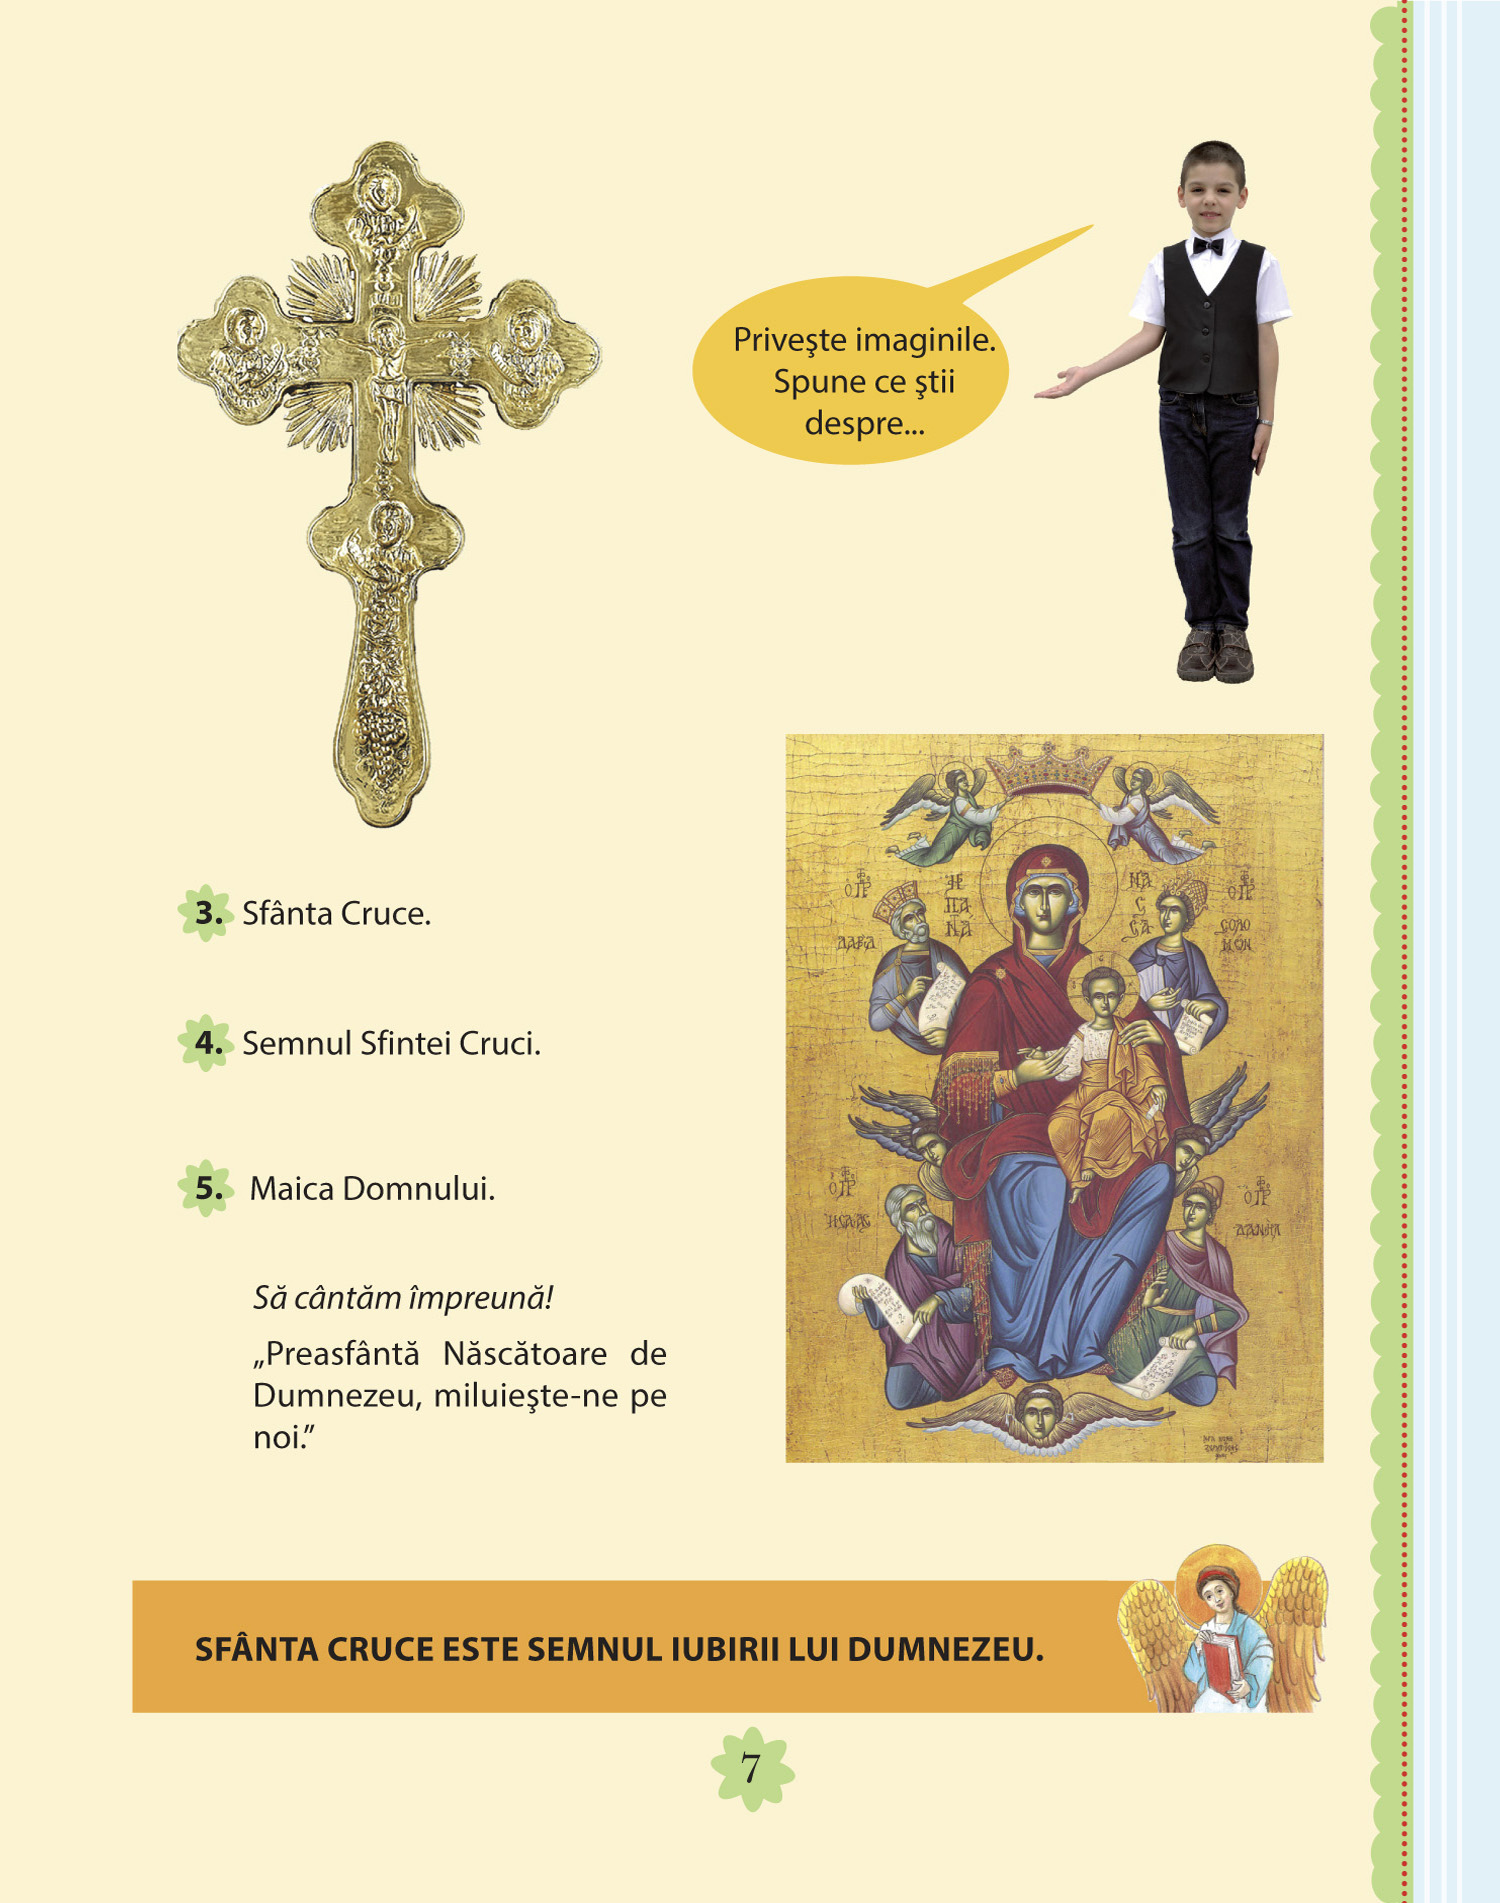 Priveşte imaginile.
Spune ce ştii
despre...
3. Sfânta Cruce.
4. Semnul Sfintei Cruci.
5. Maica Domnului.
Să cântăm împreună!
„Preasfântă Născătoare de
Dumnezeu, miluieşte-ne pe
noi.”
SFÂNTA CRUCE ESTE SEMNUL IUBIRII LUI DUMNEZEU.
7